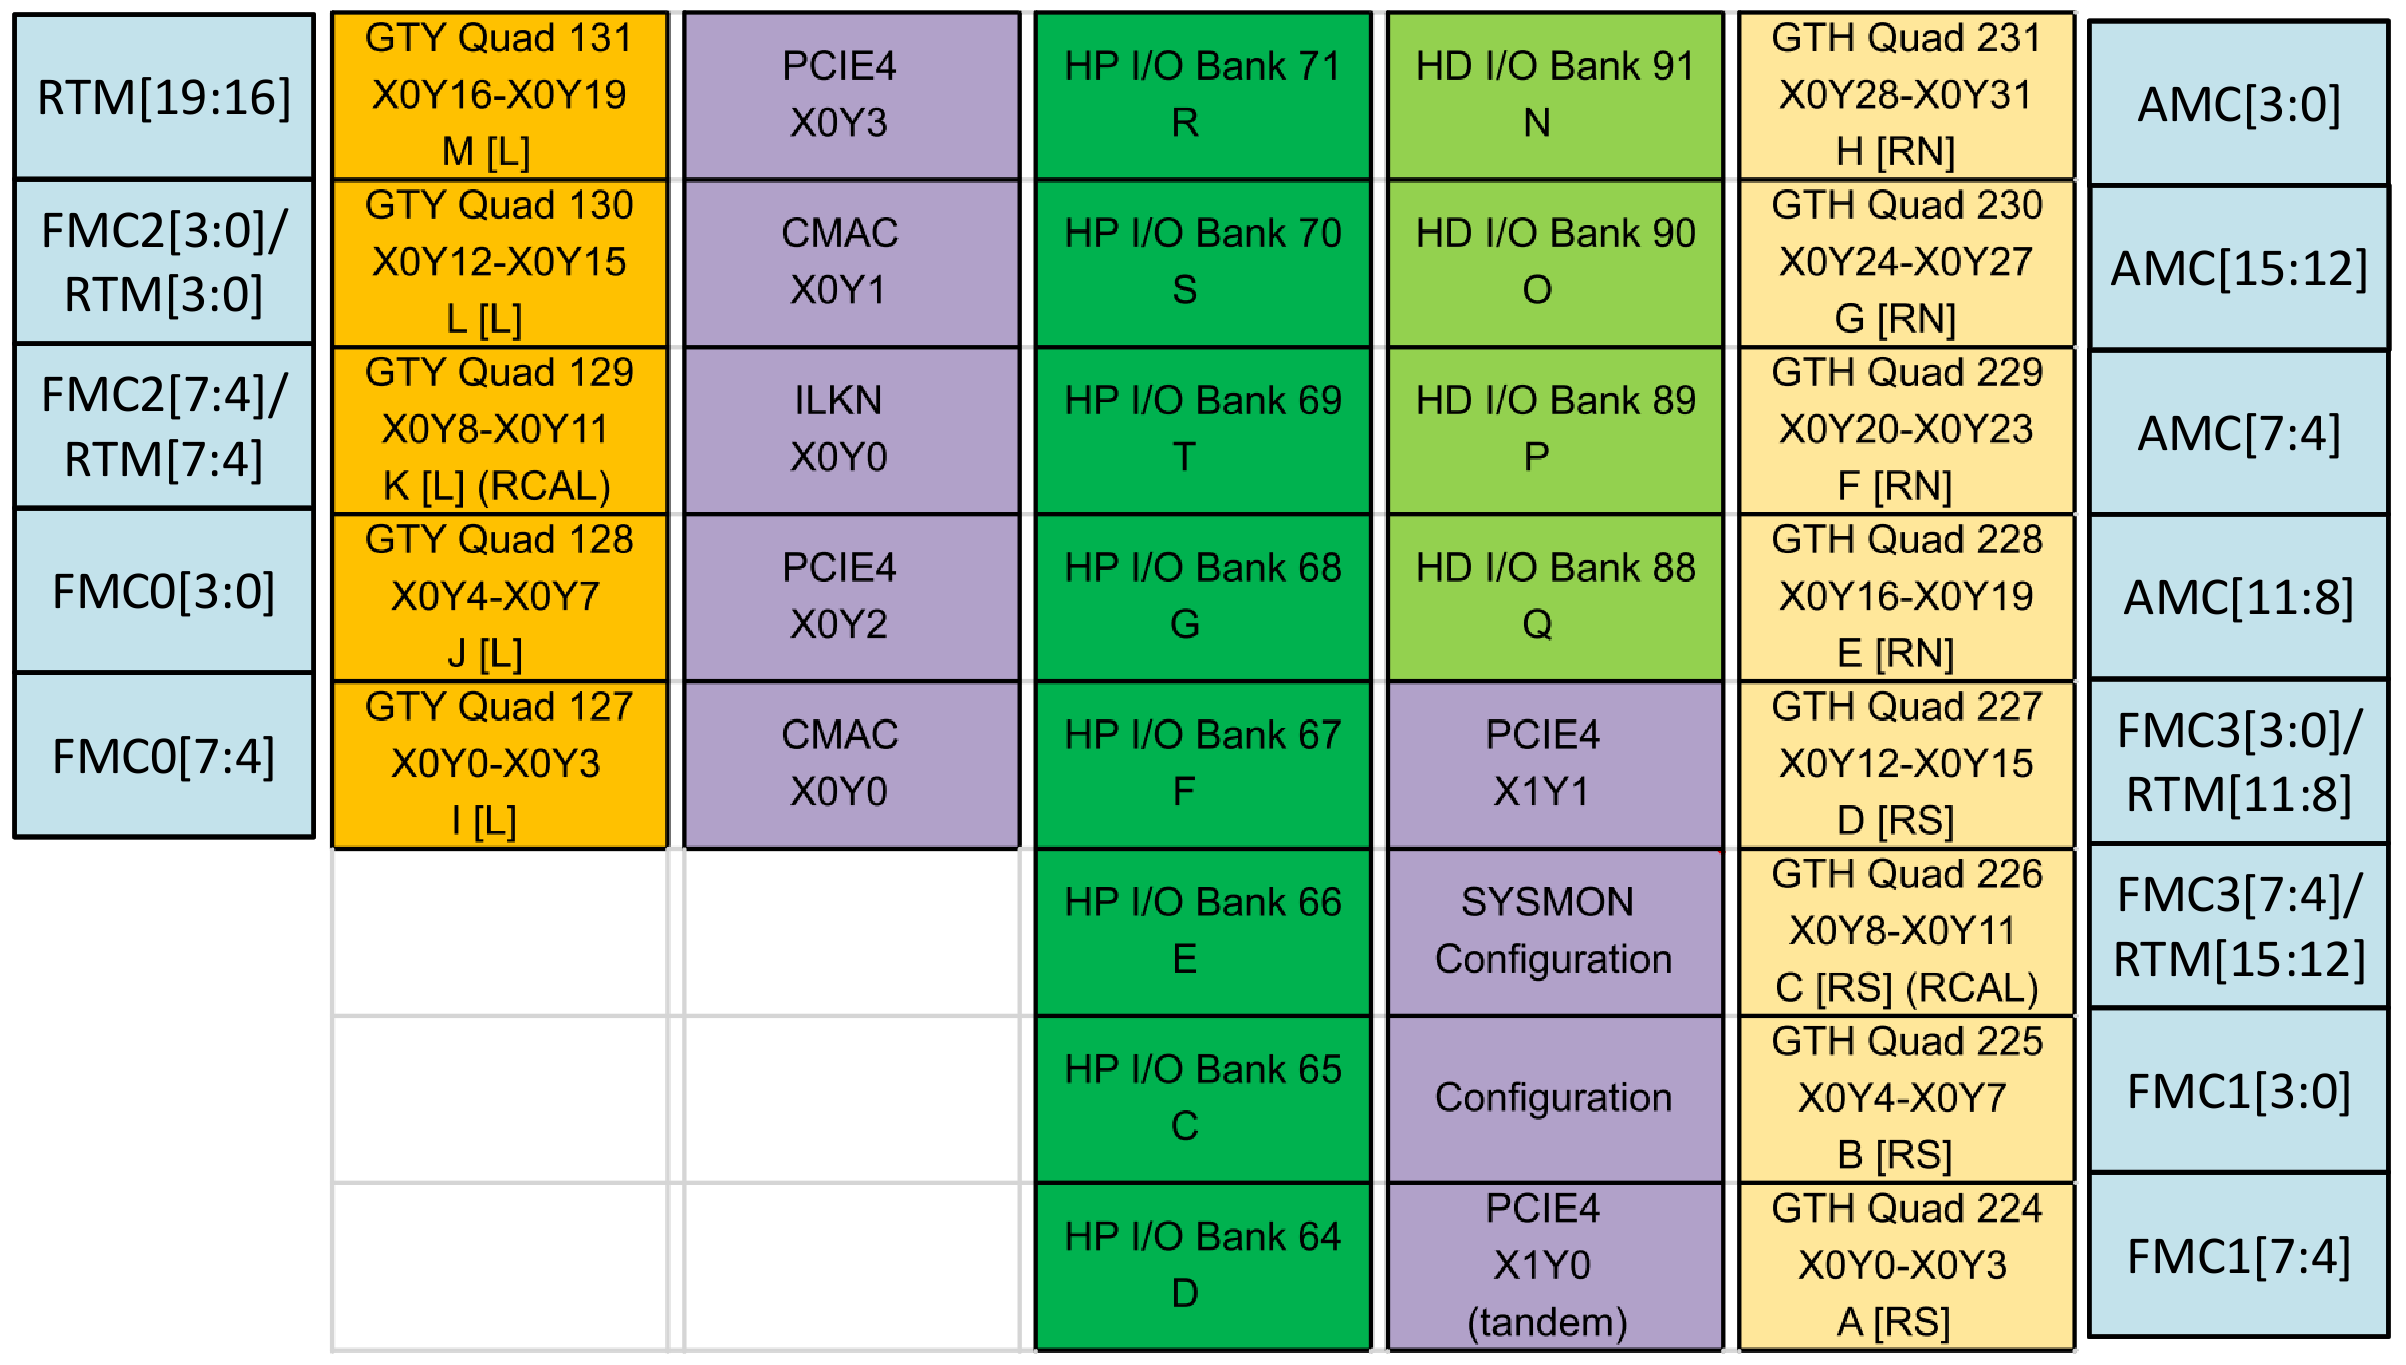 RTM[19:16]
GTY Quad 131
X0Y16-X0Y19
M [L]
PCIE4
X0Y3
HP I/O Bank 71
R
HD I/O Bank 91
N
GTH Quad 231
X0Y28-X0Y31
H [RN]
AMC[3:0]
FMC2[3:0]/
RTM[3:0]
GTY Quad 130
X0Y12-X0Y15
L [L]
CMAC
X0Y1
HP I/O Bank 70
S
HD I/O Bank 90
O
GTH Quad 230
X0Y24-X0Y27
G [RN]
AMC[15:12]
FMC2[7:4]/
RTM[7:4]
GTY Quad 129
X0Y8-X0Y11
K [L] (RCAL)
ILKN
X0Y0
HP I/O Bank 69
T
HD I/O Bank 89
P
GTH Quad 229
X0Y20-X0Y23
F [RN]
AMC[7:4]
FMC0[3:0]
GTY Quad 128
X0Y4-X0Y7
J [L]
PCIE4
X0Y2
HP I/O Bank 68
G
HD I/O Bank 88
Q
GTH Quad 228
X0Y16-X0Y19
E [RN]
AMC[11:8]
FMC0[7:4]
GTY Quad 127
X0Y0-X0Y3
I [L]
CMAC
X0Y0
HP I/O Bank 67
F
PCIE4
X1Y1
GTH Quad 227
X0Y12-X0Y15
D [RS]
FMC3[3:0]/
RTM[11:8]
HP I/O Bank 66
E
SYSMON
Configuration
GTH Quad 226
X0Y8-X0Y11
C [RS] (RCAL)
FMC3[7:4]/
RTM[15:12]
HP I/O Bank 65
C
Configuration
GTH Quad 225
X0Y4-X0Y7
B [RS]
FMC1[3:0]
HP I/O Bank 64
D
PCIE4
X1Y0
(tandem)
GTH Quad 224
X0Y0-X0Y3
A [RS]
FMC1[7:4]